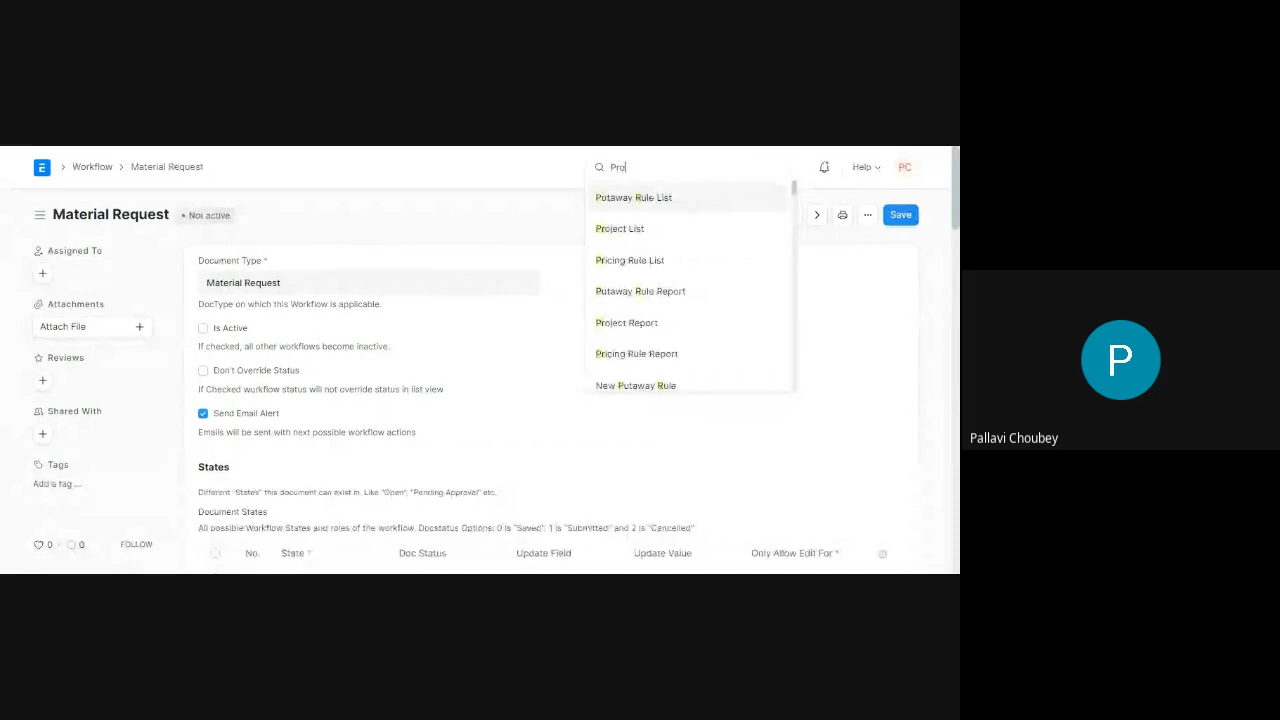 E > Workflow > Material Request
Pro
Help
PC
Material Request
Not active
Save
Putaway Rule List
Project List
Pricing Rule List
Putaway Rule Report
Project Report
Pricing Rule Report
New Putaway Rule
Assigned To
Attachments
Attach File
Reviews
Shared With
Tags
Add a tag ...
0 · 0 FOLLOW
Document Type *
Material Request
DocType on which this Workflow is applicable.
Is Active
If checked, all other workflows become inactive.
Don't Override Status
If Checked workflow status will not override status in list view
Send Email Alert
Emails will be sent with next possible workflow actions
States
Different "States" this document can exist in. Like "Open", "Pending Approval" etc.
Document States
All possible Workflow States and roles of the workflow. Docstatus Options: 0 is "Saved", 1 is "Submitted" and 2 is "Cancelled"
No. State * Doc Status Update Field Update Value Only Allow Edit For *
P
Pallavi Choubey